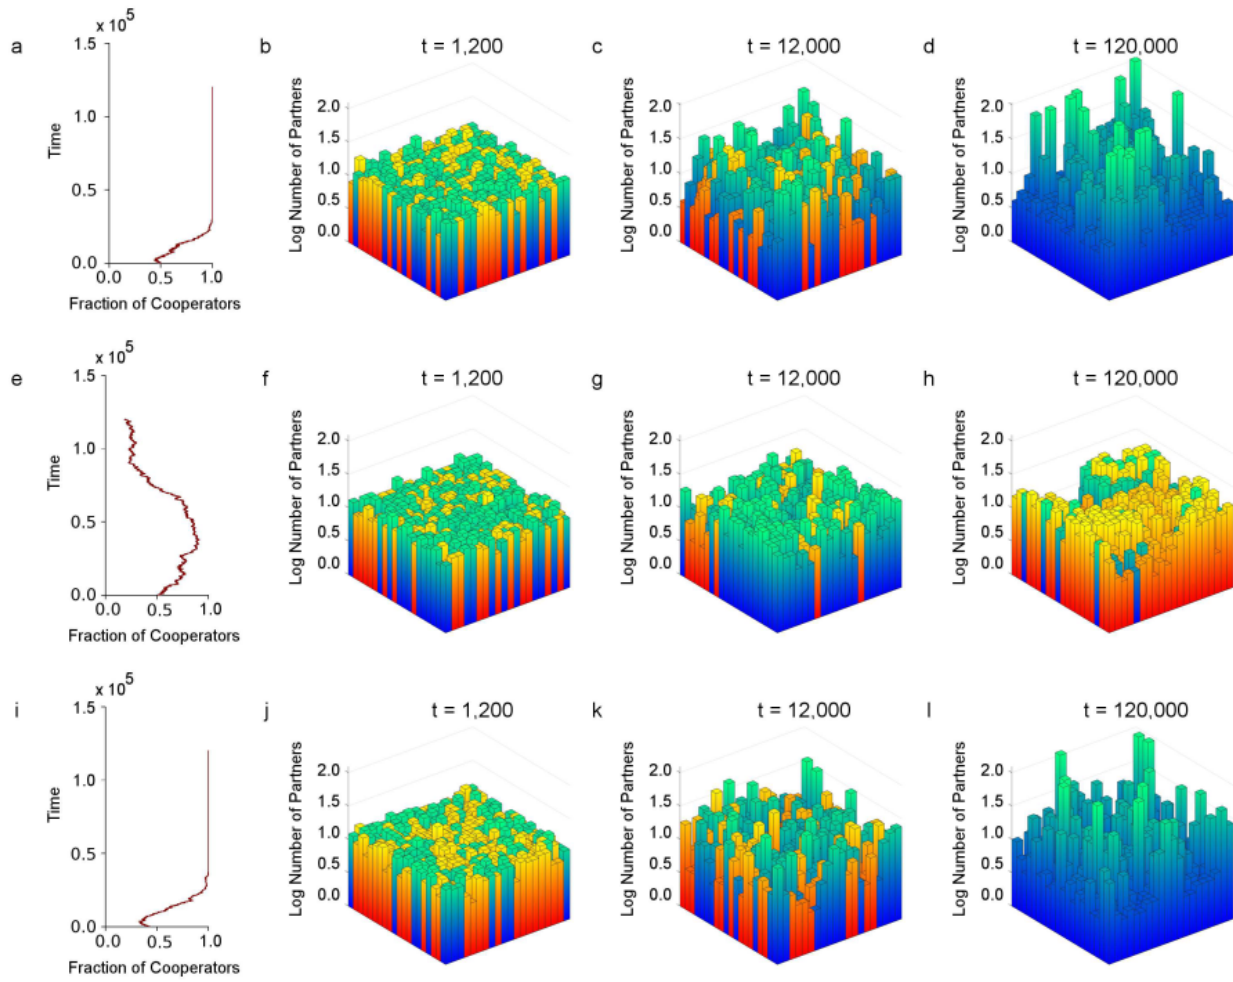 x 10^5
a
1.5
1.0
0.5
0.0
Time
0.0 0.5 1.0
Fraction of Cooperators
b
t = 1,200
Log Number of Partners
2.0
1.5
1.0
0.5
0.0
c
t = 12,000
Log Number of Partners
2.0
1.5
1.0
0.5
0.0
d
t = 120,000
Log Number of Partners
2.0
1.5
1.0
0.5
0.0
x 10^5
e
1.5
1.0
0.5
0.0
Time
0.0 0.5 1.0
Fraction of Cooperators
f
t = 1,200
Log Number of Partners
2.0
1.5
1.0
0.5
0.0
g
t = 12,000
Log Number of Partners
2.0
1.5
1.0
0.5
0.0
h
t = 120,000
Log Number of Partners
2.0
1.5
1.0
0.5
0.0
x 10^5
i
1.5
1.0
0.5
0.0
Time
0.0 0.5 1.0
Fraction of Cooperators
j
t = 1,200
Log Number of Partners
2.0
1.5
1.0
0.5
0.0
k
t = 12,000
Log Number of Partners
2.0
1.5
1.0
0.5
0.0
l
t = 120,000
Log Number of Partners
2.0
1.5
1.0
0.5
0.0